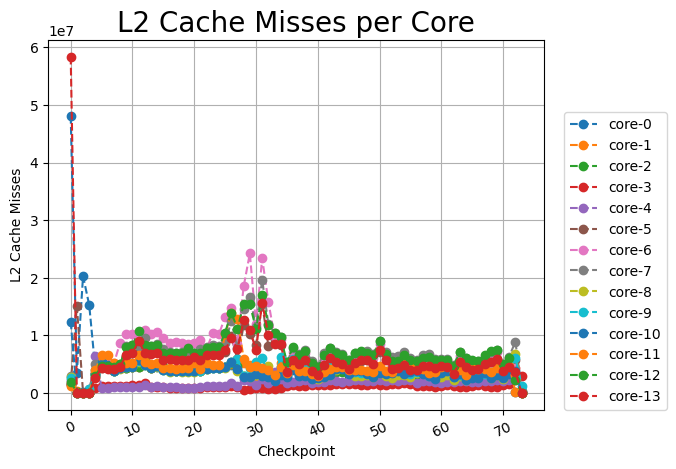 L2 Cache Misses per Core
1e7
6
5
4
3
2
1
0
L2 Cache Misses
0 10 20 30 40 50 60 70
Checkpoint
core-0
core-1
core-2
core-3
core-4
core-5
core-6
core-7
core-8
core-9
core-10
core-11
core-12
core-13